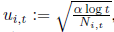 u_{i,t} := \sqrt{\frac{\alpha \log t}{N_{i,t}}},